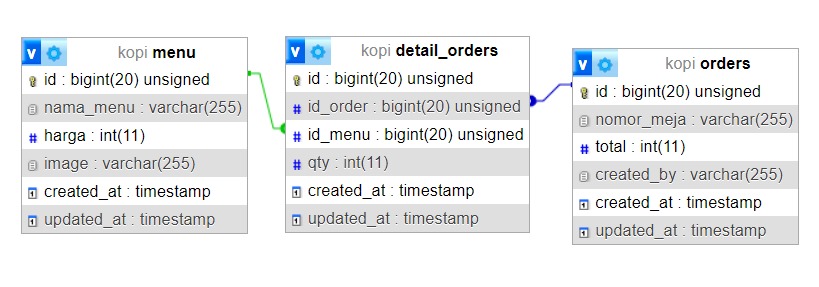 v kopi menu
id : bigint(20) unsigned
nama_menu : varchar(255)
# harga : int(11)
image : varchar(255)
created_at : timestamp
updated_at : timestamp
v kopi detail_orders
id : bigint(20) unsigned
# id_order : bigint(20) unsigned
# id_menu : bigint(20) unsigned
# qty : int(11)
created_at : timestamp
updated_at : timestamp
v kopi orders
id : bigint(20) unsigned
nomor_meja : varchar(255)
# total : int(11)
created_by : varchar(255)
created_at : timestamp
updated_at : timestamp